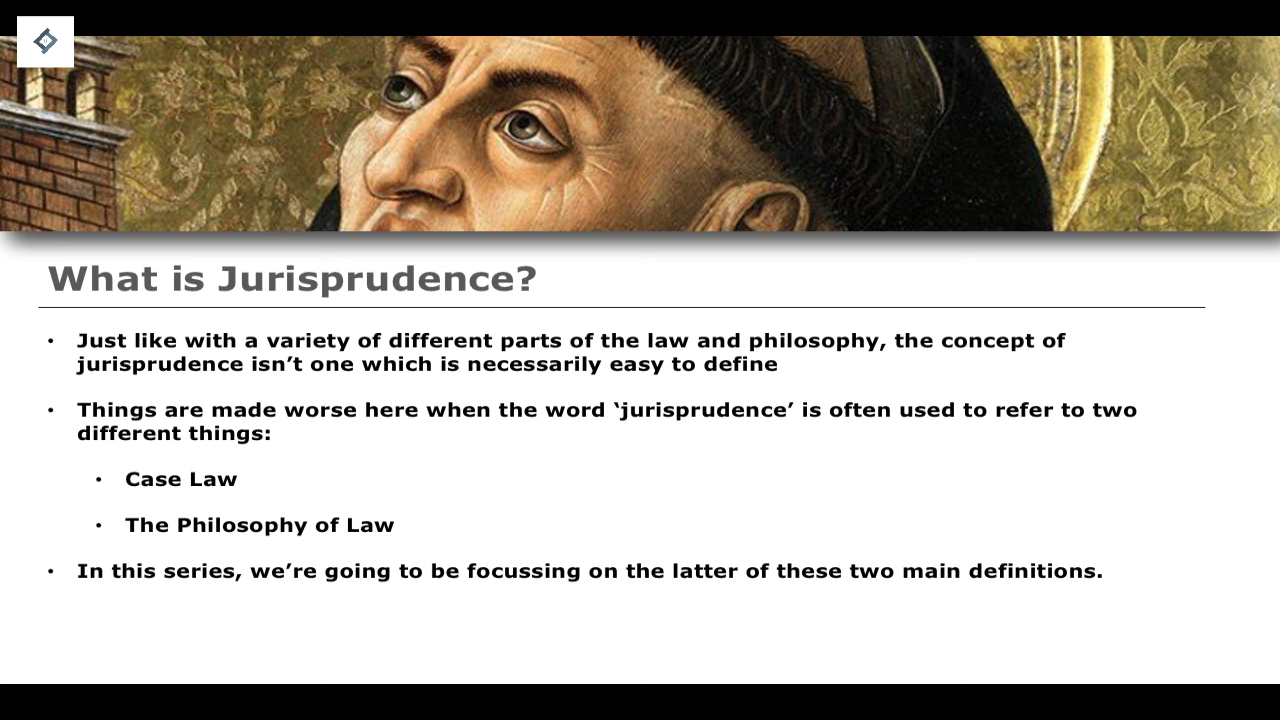 What is Jurisprudence?
• Just like with a variety of different parts of the law and philosophy, the concept of
jurisprudence isn’t one which is necessarily easy to define
• Things are made worse here when the word ‘jurisprudence’ is often used to refer to two
different things:
• Case Law
• The Philosophy of Law
• In this series, we’re going to be focussing on the latter of these two main definitions.